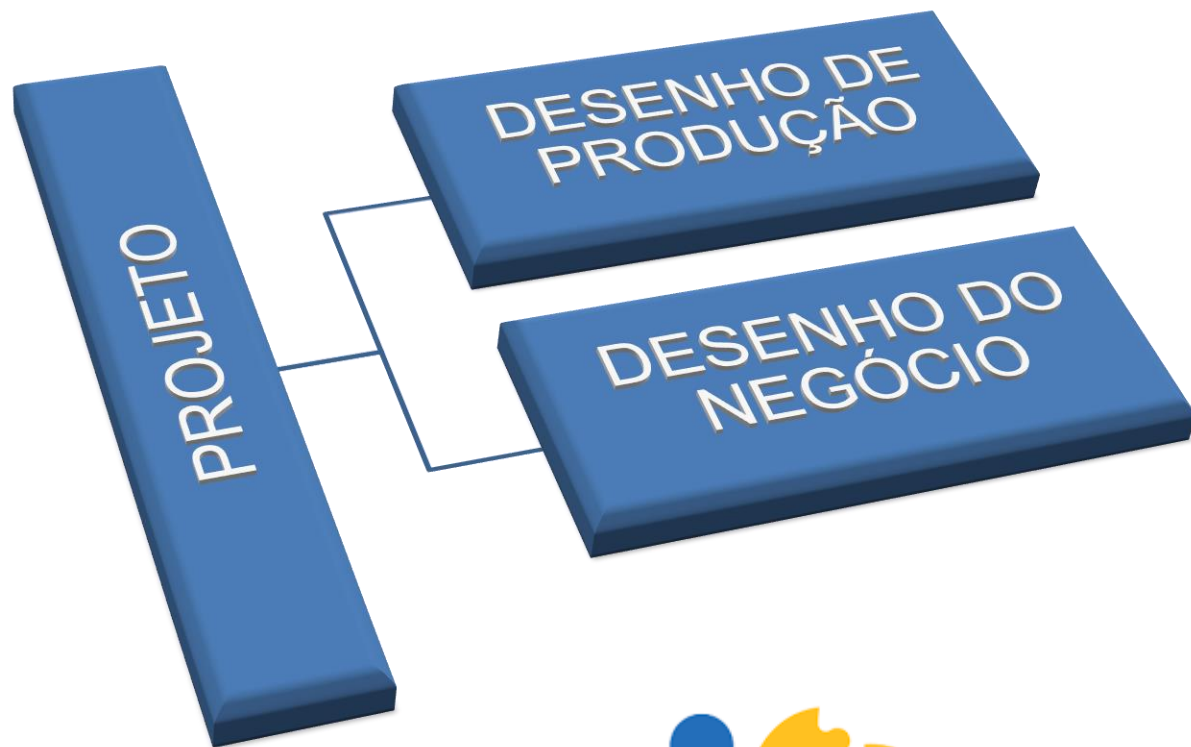 PROJETO
DESENHO DE
PRODUÇÃO
DESENHO DO
NEGÓCIO